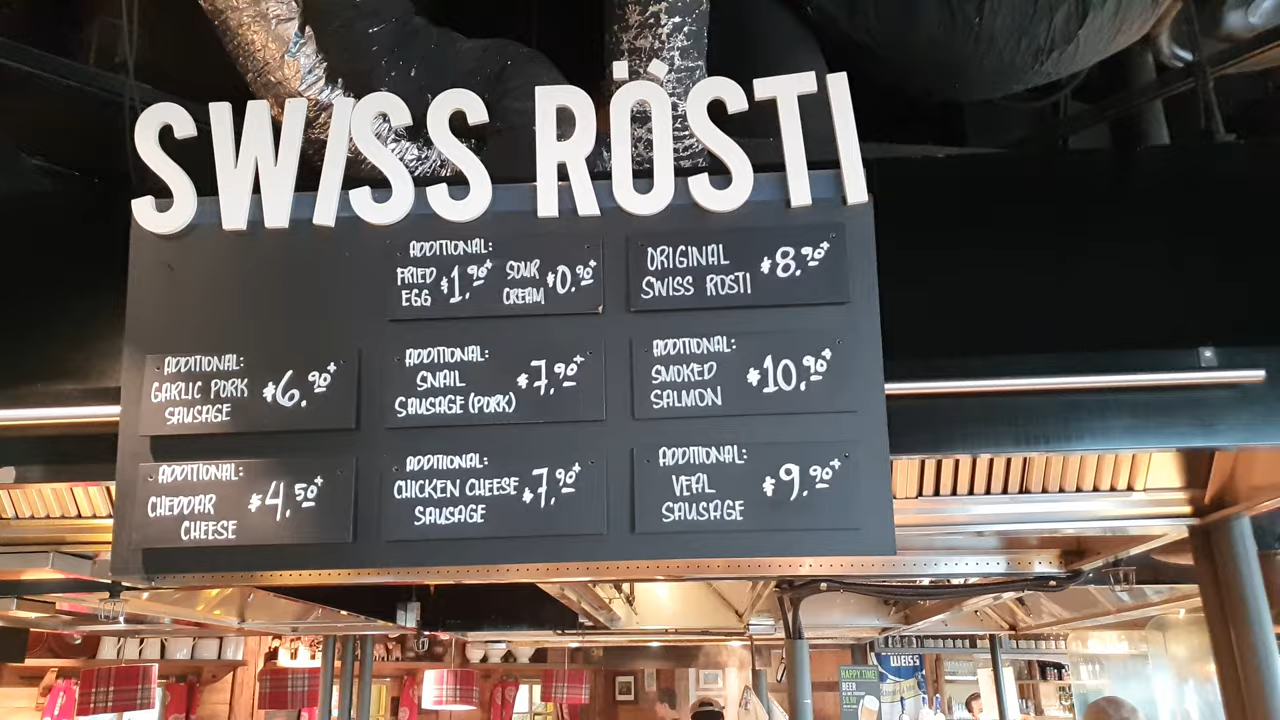 SWISS RÖSTI
ADDITIONAL:
FRIED EGG $1.90+ SOUR CREAM $0.90+
ORIGINAL
SWISS RÖSTI $8.90+
ADDITIONAL:
GARLIC PORK
SAUSAGE $6.90+
ADDITIONAL:
SNAIL
SAUSAGE (PORK) $7.90+
ADDITIONAL:
SMOKED
SALMON $10.90+
ADDITIONAL:
CHEDDAR
CHEESE $4.50+
ADDITIONAL:
CHICKEN CHEESE
SAUSAGE $7.90+
ADDITIONAL:
VEAL
SAUSAGE $9.90+
HAPPY TIME!
BEER
WEISS